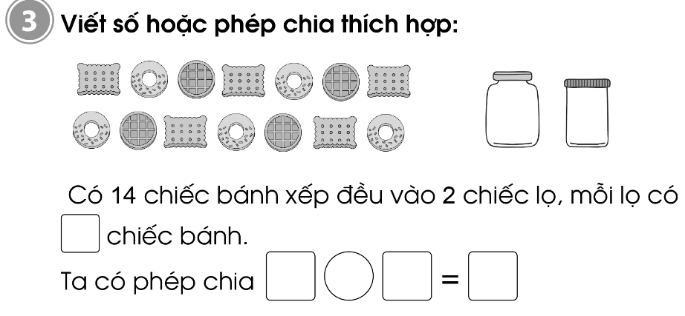 3 Viết số hoặc phép chia thích hợp:
Có 14 chiếc bánh xếp đều vào 2 chiếc lọ, mỗi lọ có
chiếc bánh.
Ta có phép chia =